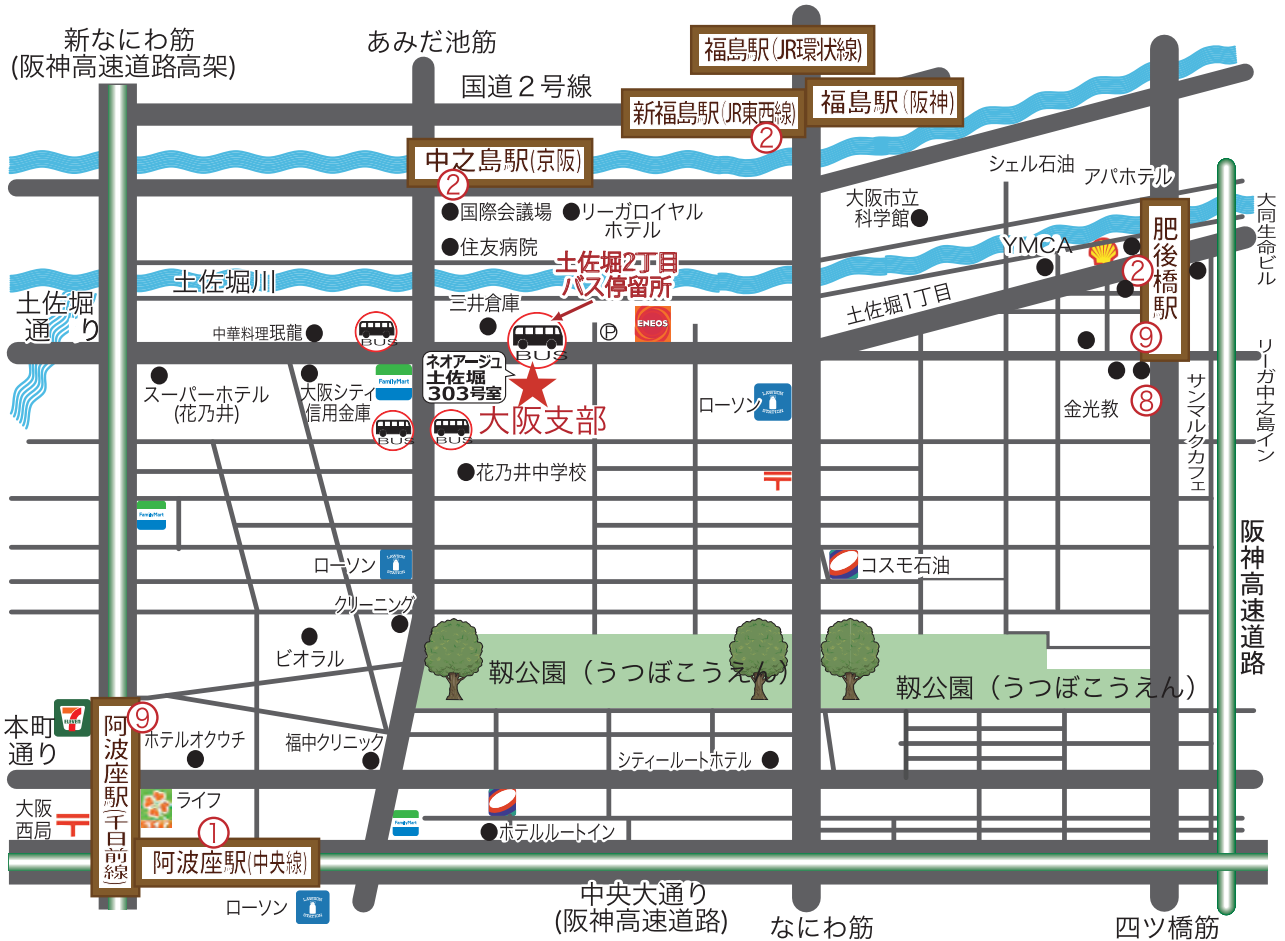 新なにわ筋
(阪神高速道路高架)
あみだ池筋
国道２号線
福島駅(JR環状線)
新福島駅(JR東西線)
②
福島駅(阪神)
中之島駅(京阪)
②
国際会議場
リーガロイヤル
ホテル
住友病院
大阪市立
科学館
シェル石油
アパホテル
YMCA
肥後橋駅
②
⑨
⑧
大同生命ビル
土佐堀川
土佐堀2丁目
バス停留所
土佐堀
通り
三井倉庫
中華料理珉龍
BUS
BUS
Ⓟ
ENEOS
土佐堀1丁目
ネオアージュ
土佐堀
303号室
大阪支部
スーパーホテル
(花乃井)
大阪シティ
信用金庫
FamilyMart
BUS
BUS
ローソン
LAWSON
STATION
金光教
サンマルクカフェ
リーガ中之島イン
花乃井中学校
〒
FamilyMart
ローソン
LAWSON
STATION
コスモ石油
阪神高速道路
クリーニング
ビオラル
靱公園（うつぼこうえん）
靱公園（うつぼこうえん）
本町
通り
7
ELEVEN
⑨
阿波座駅(千日前線)
ホテルオクウチ
福中クリニック
シティールートホテル
大阪
西局
〒
ライフ
①
阿波座駅(中央線)
FamilyMart
ホテルルートイン
ローソン
LAWSON
STATION
中央大通り
(阪神高速道路)
なにわ筋
四ツ橋筋